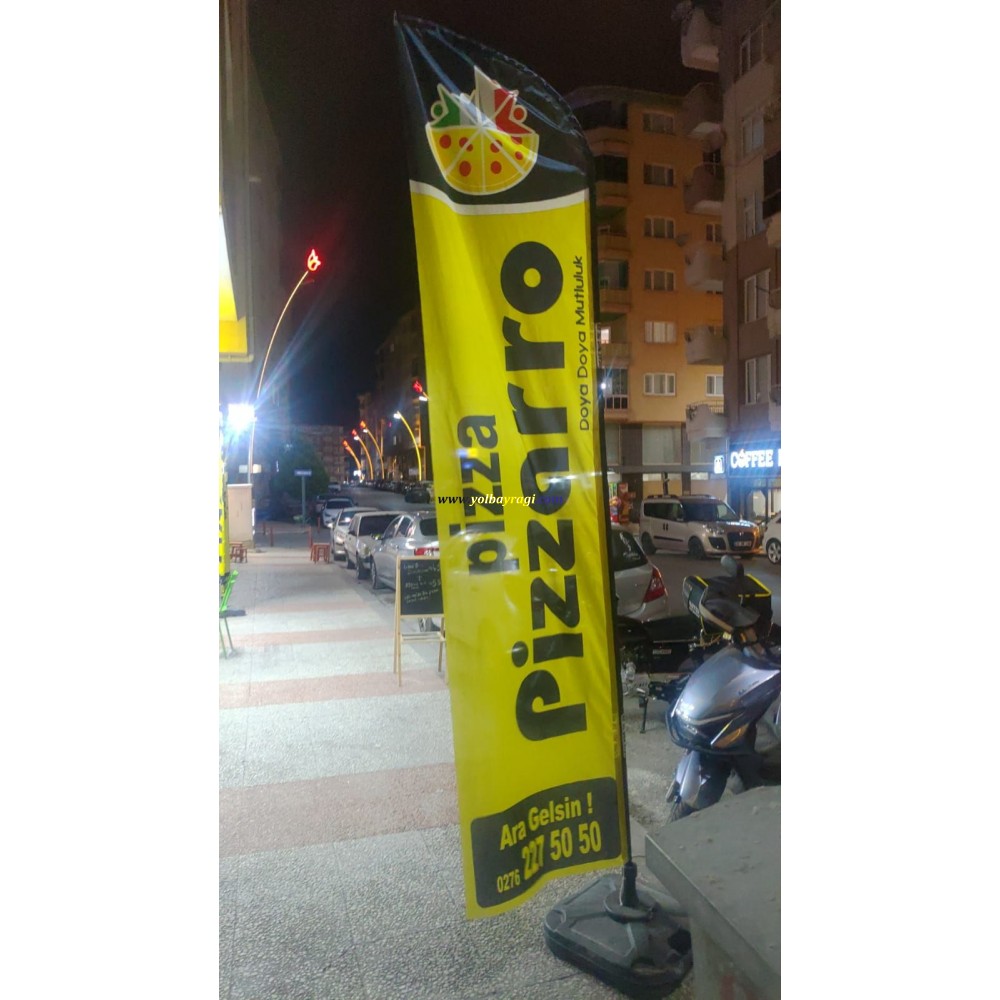 pizza
Pizzarro
Doya Doya Mutluluk
Ara Gelsin !
0276 227 50 50
www.yolbayragi
COFFEE